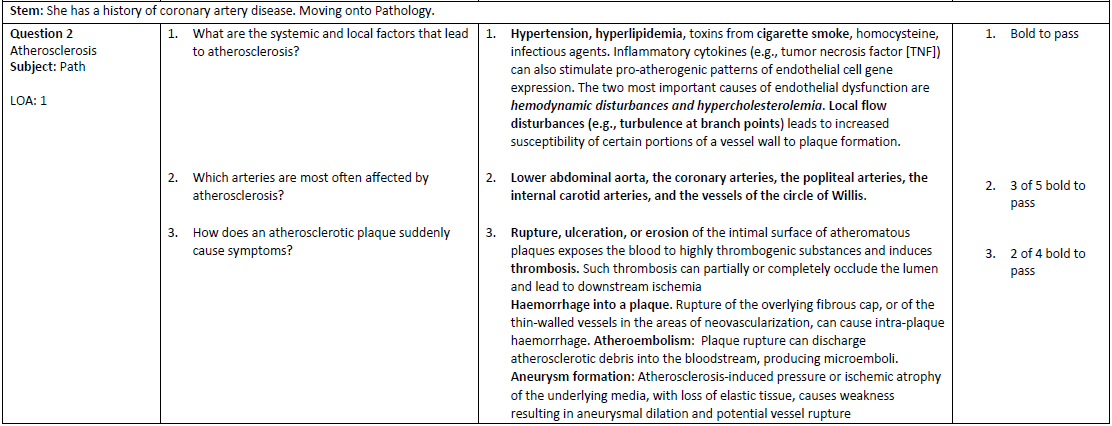 Stem: She has a history of coronary artery disease. Moving onto Pathology.
Question 2
Atherosclerosis
Subject: Path
LOA: 1
1. What are the systemic and local factors that lead
to atherosclerosis?
1. Hypertension, hyperlipidemia, toxins from cigarette smoke, homocysteine,
infectious agents. Inflammatory cytokines (e.g., tumor necrosis factor [TNF])
can also stimulate pro-atherogenic patterns of endothelial cell gene
expression. The two most important causes of endothelial dysfunction are
hemodynamic disturbances and hypercholesterolemia. Local flow
disturbances (e.g., turbulence at branch points) leads to increased
susceptibility of certain portions of a vessel wall to plaque formation.
1. Bold to pass
2. Which arteries are most often affected by
atherosclerosis?
2. Lower abdominal aorta, the coronary arteries, the popliteal arteries, the
internal carotid arteries, and the vessels of the circle of Willis.
2. 3 of 5 bold to
pass
3. How does an atherosclerotic plaque suddenly
cause symptoms?
3. Rupture, ulceration, or erosion of the intimal surface of atheromatous
plaques exposes the blood to highly thrombogenic substances and induces
thrombosis. Such thrombosis can partially or completely occlude the lumen
and lead to downstream ischemia
Haemorrhage into a plaque. Rupture of the overlying fibrous cap, or of the
thin-walled vessels in the areas of neovascularization, can cause intra-plaque
haemorrhage. Atheroembolism: Plaque rupture can discharge
atherosclerotic debris into the bloodstream, producing microemboli.
Aneurysm formation: Atherosclerosis-induced pressure or ischemic atrophy
of the underlying media, with loss of elastic tissue, causes weakness
resulting in aneurysmal dilation and potential vessel rupture
3. 2 of 4 bold to
pass